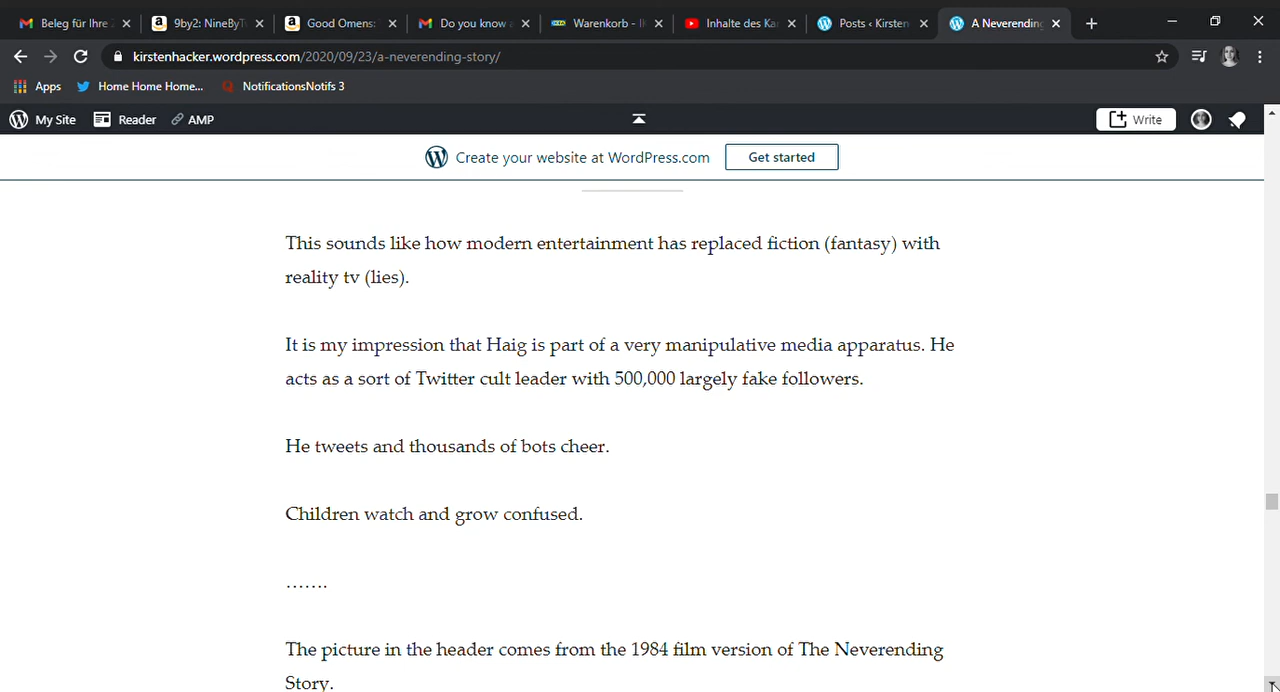 Beleg für Ihre
9by2: NineByT
Good Omens:
Do you know
Warenkorb - I
Inhalte des Ka
Posts ‹ Kirsten
A Neverending
kirstenhacker.wordpress.com/2020/09/23/a-neverending-story/
Apps
Home Home Home...
NotificationsNotifs 3
My Site
Reader
AMP
Write
Create your website at WordPress.com
Get started
This sounds like how modern entertainment has replaced fiction (fantasy) with
reality tv (lies).
It is my impression that Haig is part of a very manipulative media apparatus. He
acts as a sort of Twitter cult leader with 500,000 largely fake followers.
He tweets and thousands of bots cheer.
Children watch and grow confused.
…….
The picture in the header comes from the 1984 film version of The Neverending
Story.